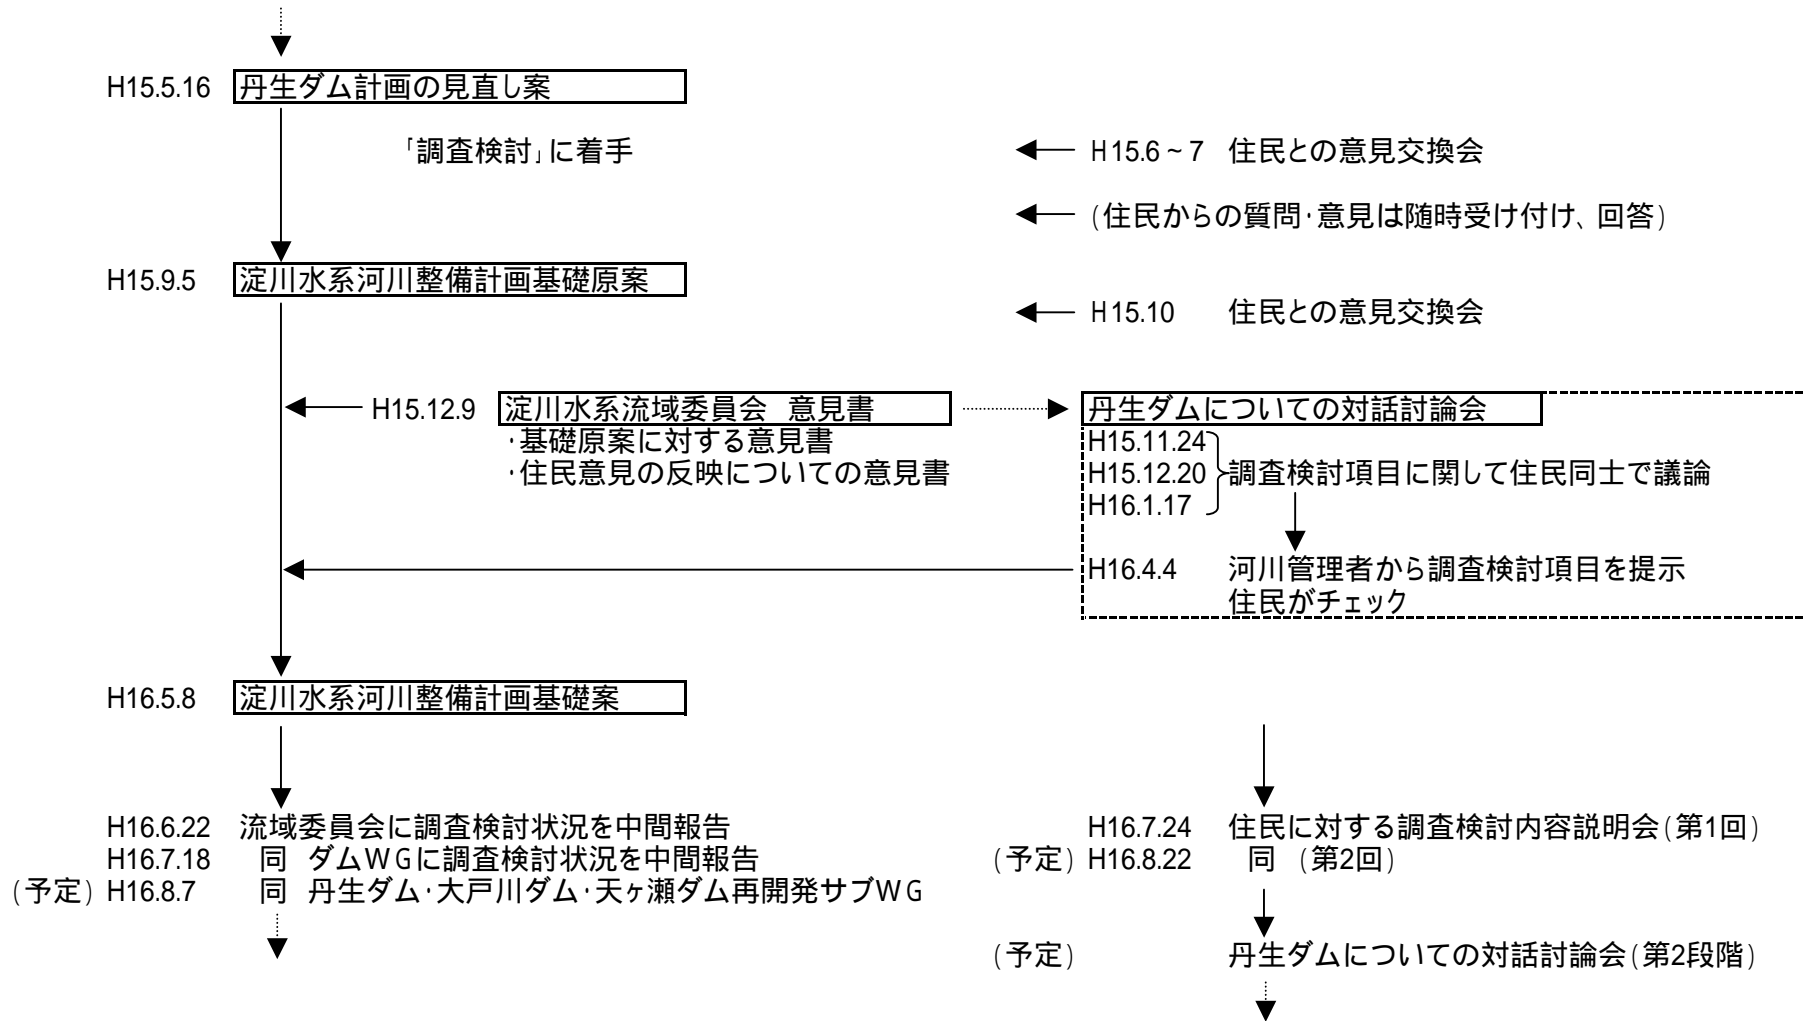 H15.5.16 丹生ダム計画の見直し案
「調査検討」に着手
H15.6~7 住民との意見交換会
(住民からの質問・意見は随時受け付け、回答)
H15.9.5 淀川水系河川整備計画基礎原案
H15.10 住民との意見交換会
H15.12.9 淀川水系流域委員会 意見書
・基礎原案に対する意見書
・住民意見の反映についての意見書
丹生ダムについての対話討論会
H15.11.24
H15.12.20 調査検討項目に関して住民同士で議論
H16.1.17
H16.4.4 河川管理者から調査検討項目を提示
住民がチェック
H16.5.8 淀川水系河川整備計画基礎案
H16.6.22 流域委員会に調査検討状況を中間報告
H16.7.18 同 ダムWGに調査検討状況を中間報告
(予定) H16.8.7 同 丹生ダム・大戸川ダム・天ヶ瀬ダム再開発サブWG
H16.7.24 住民に対する調査検討内容説明会(第1回)
(予定) H16.8.22 同 (第2回)
(予定) 丹生ダムについての対話討論会(第2段階)